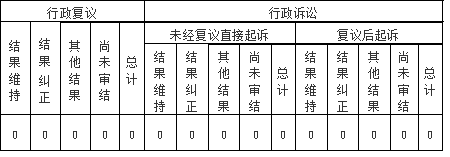 行政复议 行政诉讼
未经复议直接起诉 复议后起诉
结果维持 结果纠正 其他结果 尚未审结 总计 结果维持 结果纠正 其他结果 尚未审结 总计 结果维持 结果纠正 其他结果 尚未审结 总计
0 0 0 0 0 0 0 0 0 0 0 0 0 0 0